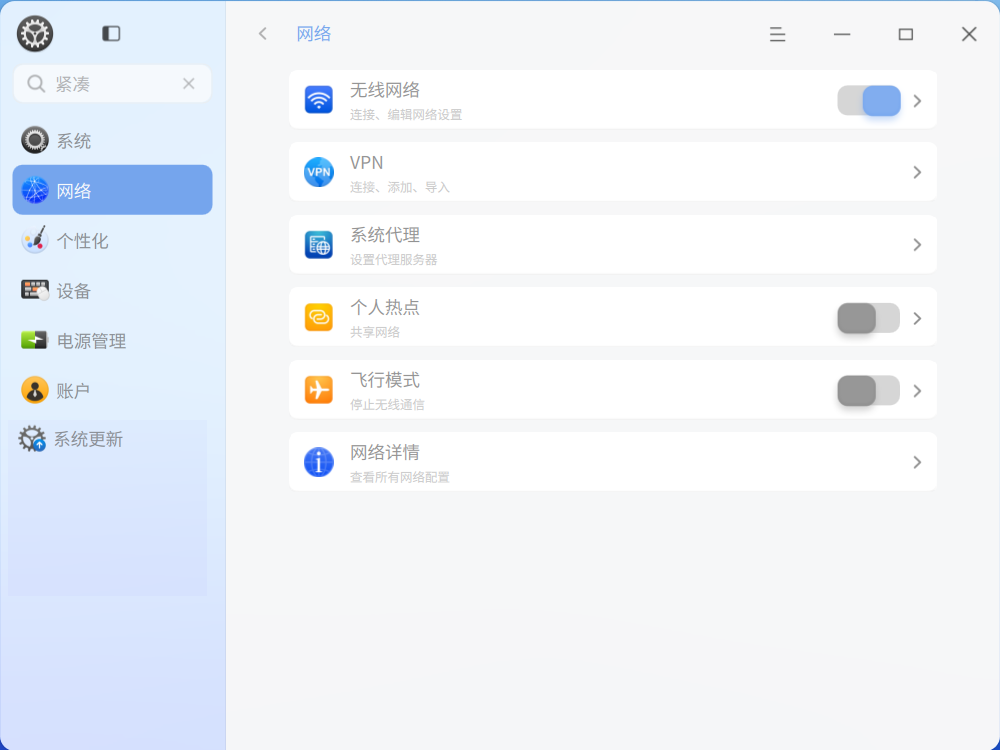 紧凑
系统
网络
个性化
设备
电源管理
账户
系统更新
网络
无线网络
连接、编辑网络设置
VPN
VPN
连接、添加、导入
系统代理
设置代理服务器
个人热点
共享网络
飞行模式
停止无线通信
网络详情
查看所有网络配置